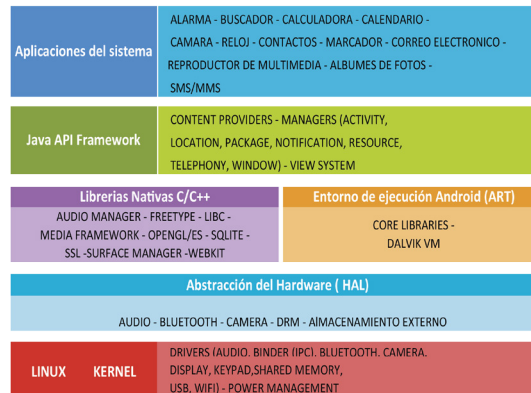 Aplicaciones del sistema
ALARMA - BUSCADOR - CALCULADORA - CALENDARIO -
CAMARA - RELOJ - CONTACTOS - MARCADOR - CORREO ELECTRONICO -
REPRODUCTOR DE MULTIMEDIA - ALBUMES DE FOTOS -
SMS/MMS
Java API Framework
CONTENT PROVIDERS - MANAGERS (ACTIVITY,
LOCATION, PACKAGE, NOTIFICATION, RESOURCE,
TELEPHONY, WINDOW) - VIEW SYSTEM
Librerias Nativas C/C++
AUDIO MANAGER - FREETYPE - LIBC -
MEDIA FRAMEWORK - OPENGL/ES - SQLITE -
SSL -SURFACE MANAGER -WEBKIT
Entorno de ejecución Android (ART)
CORE LIBRARIES -
DALVIK VM
Abstracción del Hardware ( HAL)
AUDIO - BLUETOOTH - CAMERA - DRM - AlMACENAMIENTO EXTERNO
LINUX KERNEL
DRIVERS (AUDIO, BINDER (IPC), BLUETOOTH, CAMERA,
DISPLAY, KEYPAD,SHARED MEMORY,
USB, WIFI) - POWER MANAGEMENT